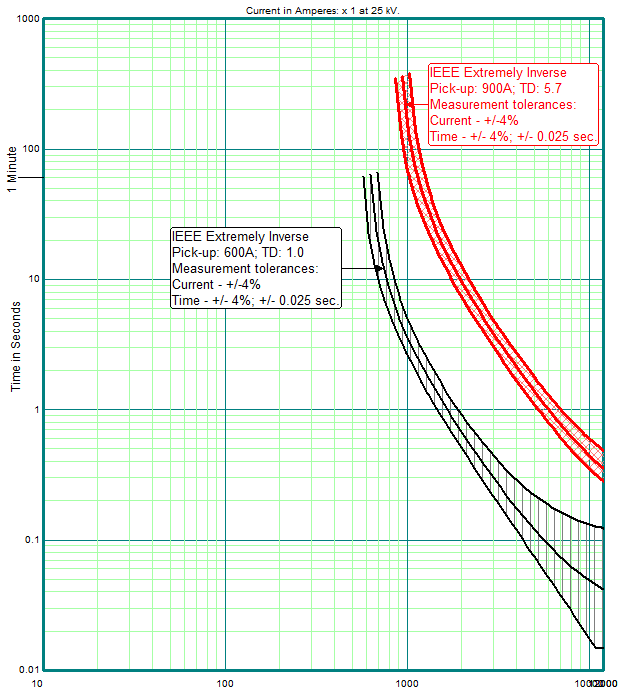 Current in Amperes: x 1 at 25 kV.
1000
IEEE Extremely Inverse
Pick-up: 900A; TD: 5.7
Measurement tolerances:
Current - +/-4%
Time - +/- 4%; +/- 0.025 sec.
100
1 Minute
IEEE Extremely Inverse
Pick-up: 600A; TD: 1.0
Measurement tolerances:
Current - +/-4%
Time - +/- 4%; +/- 0.025 sec.
10
Time in Seconds
1
0.1
0.01
10
100
1000
10000
12000